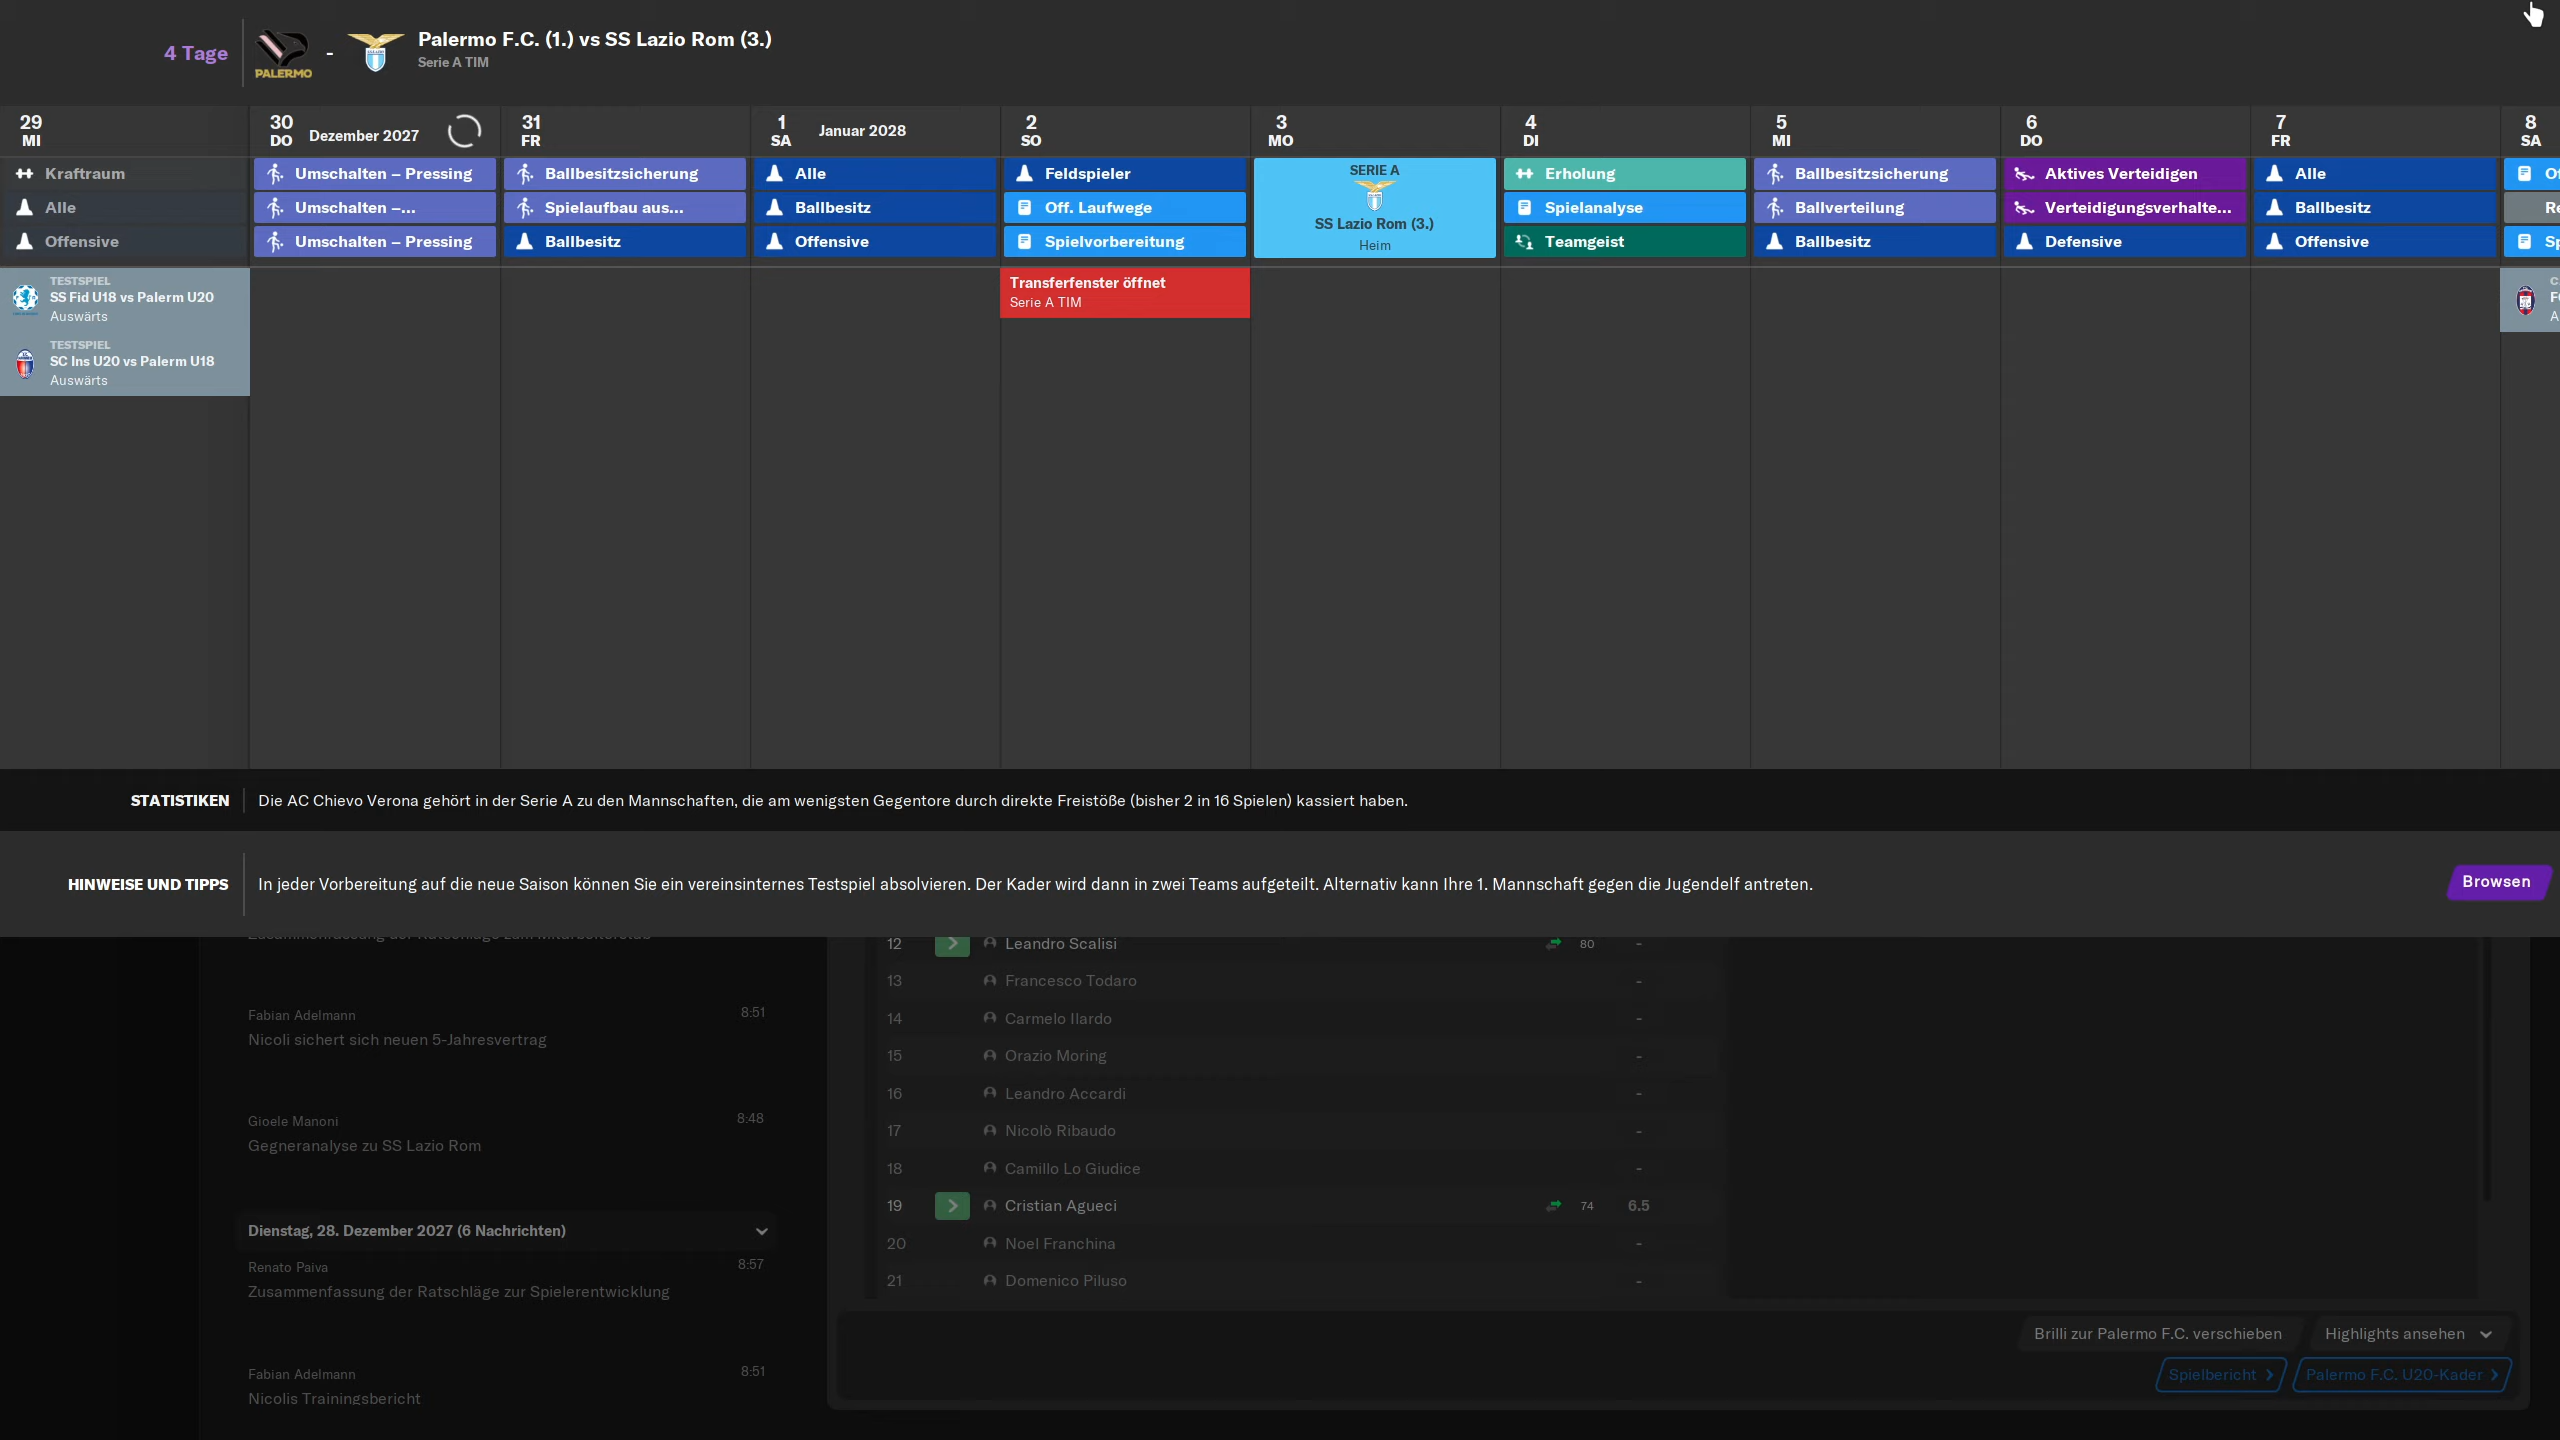 4 Tage
PALERMO
-
Palermo F.C. (1.) vs SS Lazio Rom (3.)
Serie A TIM
29
MI
30
DO
Dezember 2027
31
FR
1
SA
Januar 2028
2
SO
3
MO
4
DI
5
MI
6
DO
7
FR
8
SA
Kraftraum
Alle
Offensive
Umschalten – Pressing
Umschalten –...
Umschalten – Pressing
Ballbesitzsicherung
Spielaufbau aus...
Ballbesitz
Alle
Ballbesitz
Offensive
Feldspieler
Off. Laufwege
Spielvorbereitung
SERIE A
SS Lazio Rom (3.)
Heim
Erholung
Spielanalyse
Teamgeist
Ballbesitzsicherung
Ballverteilung
Ballbesitz
Aktives Verteidigen
Verteidigungsverhalte...
Defensive
Alle
Ballbesitz
Offensive
TESTSPIEL
SS Fid U18 vs Palerm U20
Auswärts
TESTSPIEL
SC Ins U20 vs Palerm U18
Auswärts
Transferfenster öffnet
Serie A TIM
STATISTIKEN
Die AC Chievo Verona gehört in der Serie A zu den Mannschaften, die am wenigsten Gegentore durch direkte Freistöße (bisher 2 in 16 Spielen) kassiert haben.
HINWEISE UND TIPPS
In jeder Vorbereitung auf die neue Saison können Sie ein vereinsinternes Testspiel absolvieren. Der Kader wird dann in zwei Teams aufgeteilt. Alternativ kann Ihre 1. Mannschaft gegen die Jugendelf antreten.
Browsen
Fabian Adelmann 8:51
Nicoli sichert sich neuen 5-Jahresvertrag
Gioele Manoni 8:48
Gegneranalyse zu SS Lazio Rom
Dienstag, 28. Dezember 2027 (6 Nachrichten)
Renato Paiva 8:57
Zusammenfassung der Ratschläge zur Spielerentwicklung
Fabian Adelmann 8:51
Nicolis Trainingsbericht
12 Leandro Scalisi 80 -
13 Francesco Todaro -
14 Carmelo Ilardo -
15 Orazio Moring -
16 Leandro Accardi -
17 Nicolò Ribaudo -
18 Camillo Lo Giudice -
19 Cristian Agueci 74 6.5
20 Noel Franchina -
21 Domenico Piluso -
Brilli zur Palermo F.C. verschieben
Highlights ansehen
Spielbericht
Palermo F.C. U20-Kader